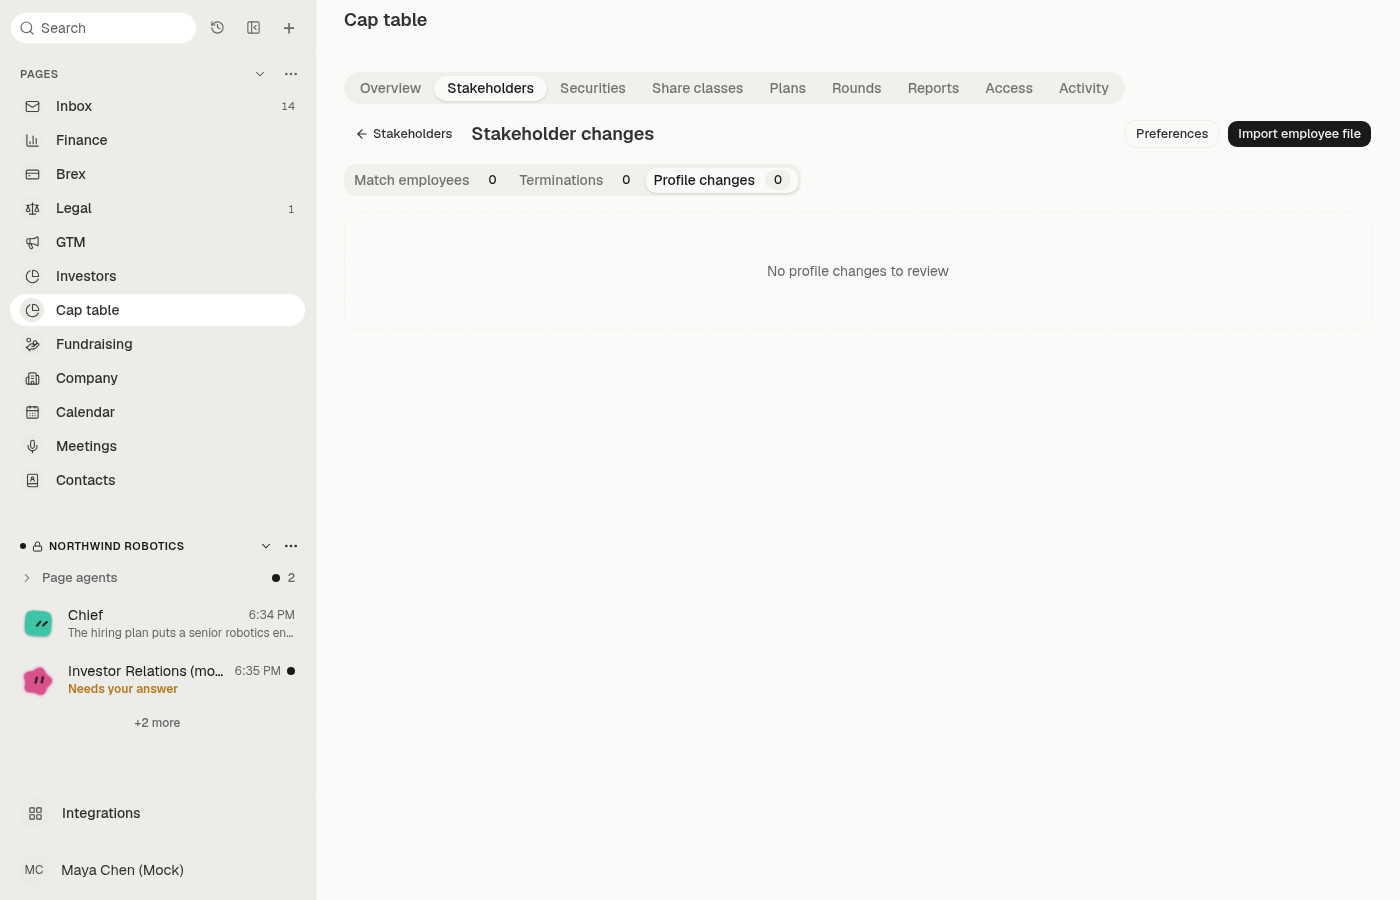 Search
PAGES
Inbox 14
Finance
Brex
Legal 1
GTM
Investors
Cap table
Fundraising
Company
Calendar
Meetings
Contacts
NORTHWIND ROBOTICS
Page agents 2
Chief 6:34 PM
The hiring plan puts a senior robotics en...
Investor Relations (mo... 6:35 PM
Needs your answer
+2 more
Integrations
MC Maya Chen (Mock)
Cap table
Overview Stakeholders Securities Share classes Plans Rounds Reports Access Activity
Stakeholders Stakeholder changes Preferences Import employee file
Match employees 0 Terminations 0 Profile changes 0
No profile changes to review